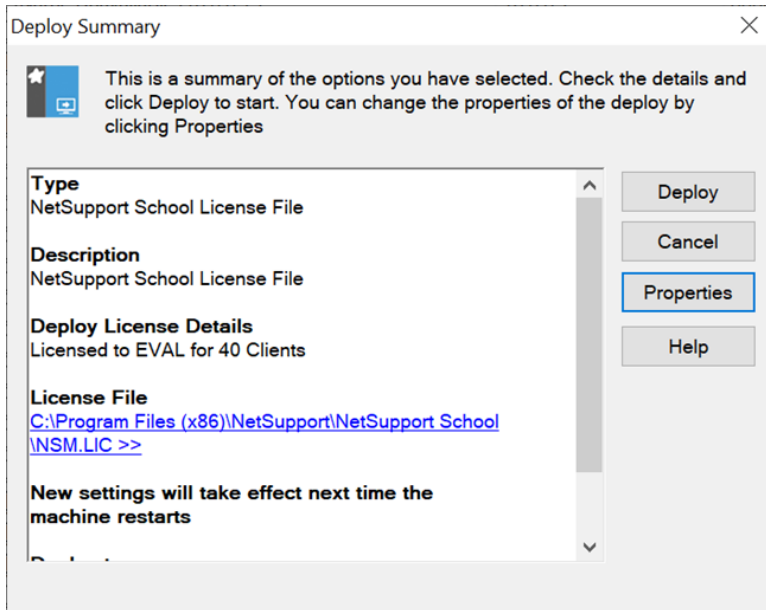 Deploy Summary
This is a summary of the options you have selected. Check the details and
click Deploy to start. You can change the properties of the deploy by
clicking Properties
Type
NetSupport School License File
Description
NetSupport School License File
Deploy License Details
Licensed to EVAL for 40 Clients
License File
C:\Program Files (x86)\NetSupport\NetSupport School
\NSM.LIC >>
New settings will take effect next time the
machine restarts
Deploy
Cancel
Properties
Help